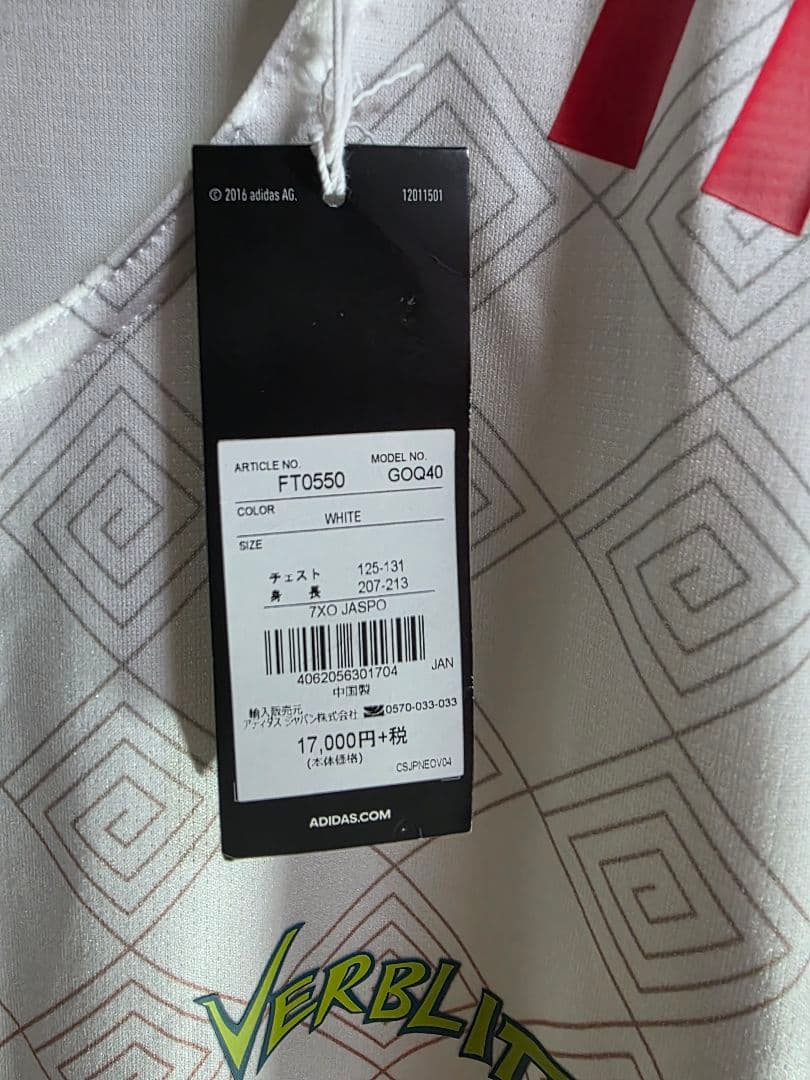 © 2016 adidas AG. 12011501
ARTICLE NO. MODEL NO.
FT0550 GOQ40
COLOR
WHITE
SIZE
チェスト 125-131
身 長 207-213
7XO JASPO
4062056301704 JAN
中国製
輸入販売元
アディダス ジャパン株式会社 0570-033-033
17,000円+税
(本体価格)
CSJPNEOV04
ADIDAS.COM
VERBLIT